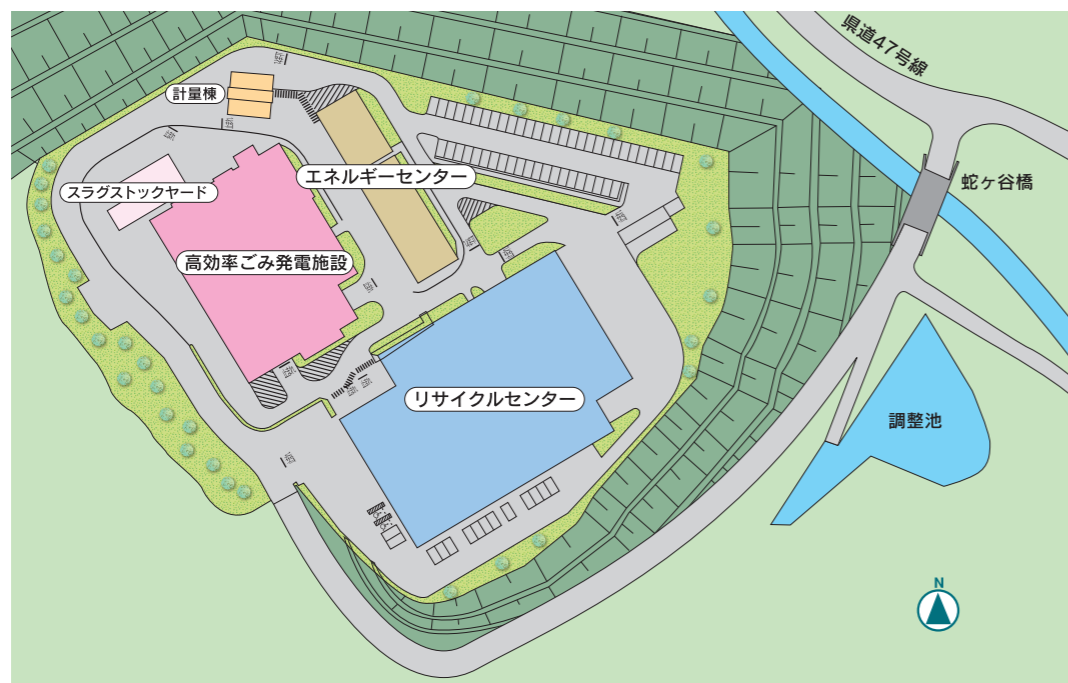 県道47号線
計量棟
エネルギーセンター
蛇ヶ谷橋
スラグストックヤード
高効率ごみ発電施設
リサイクルセンター
調整池
N